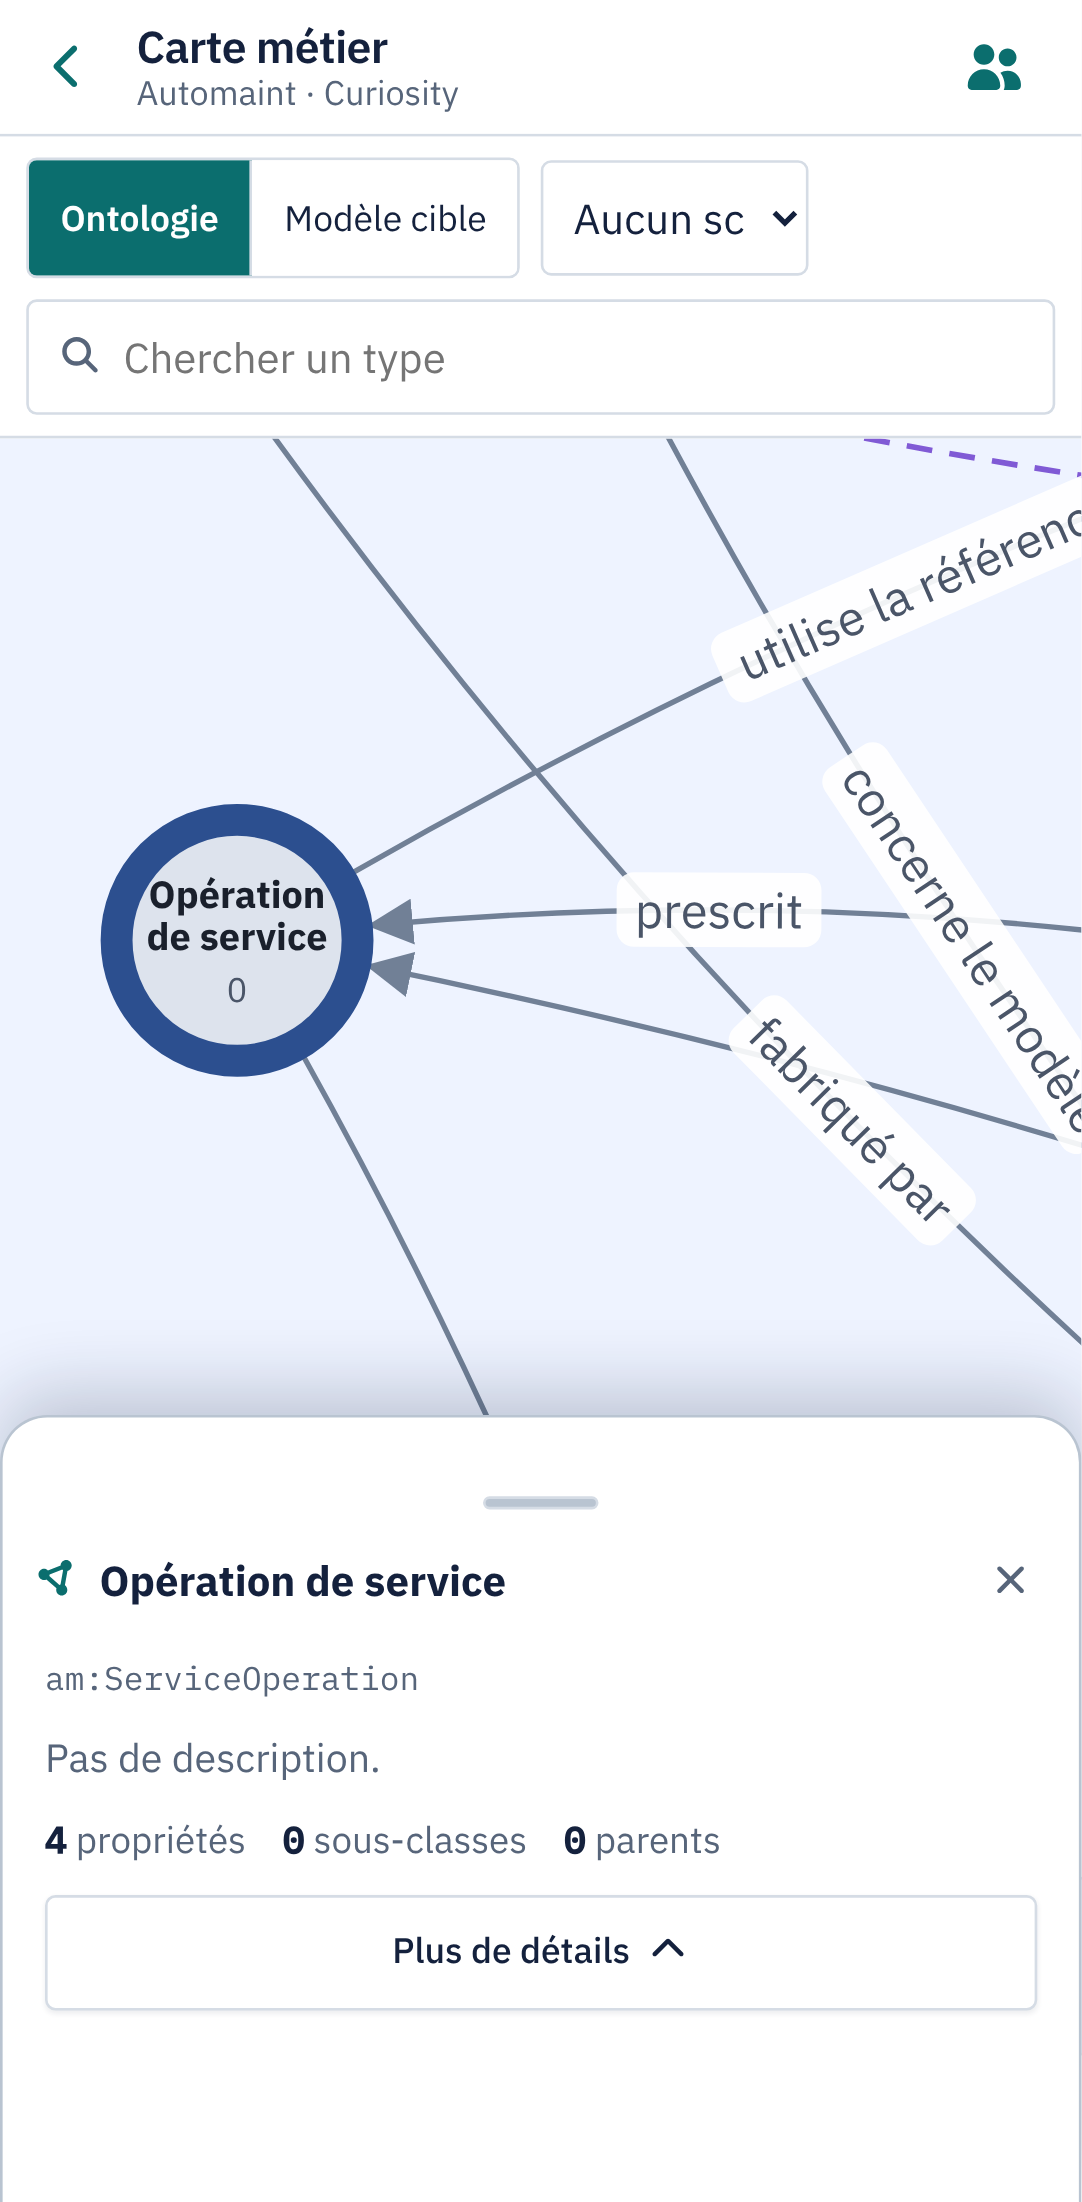 Carte métier
Automaint · Curiosity
Ontologie
Modèle cible
Aucun sc
Chercher un type
utilise la référenc
concerne le modèle
prescrit
fabriqué par
Opération
de service
0
Opération de service
am:ServiceOperation
Pas de description.
4 propriétés 0 sous-classes 0 parents
Plus de détails